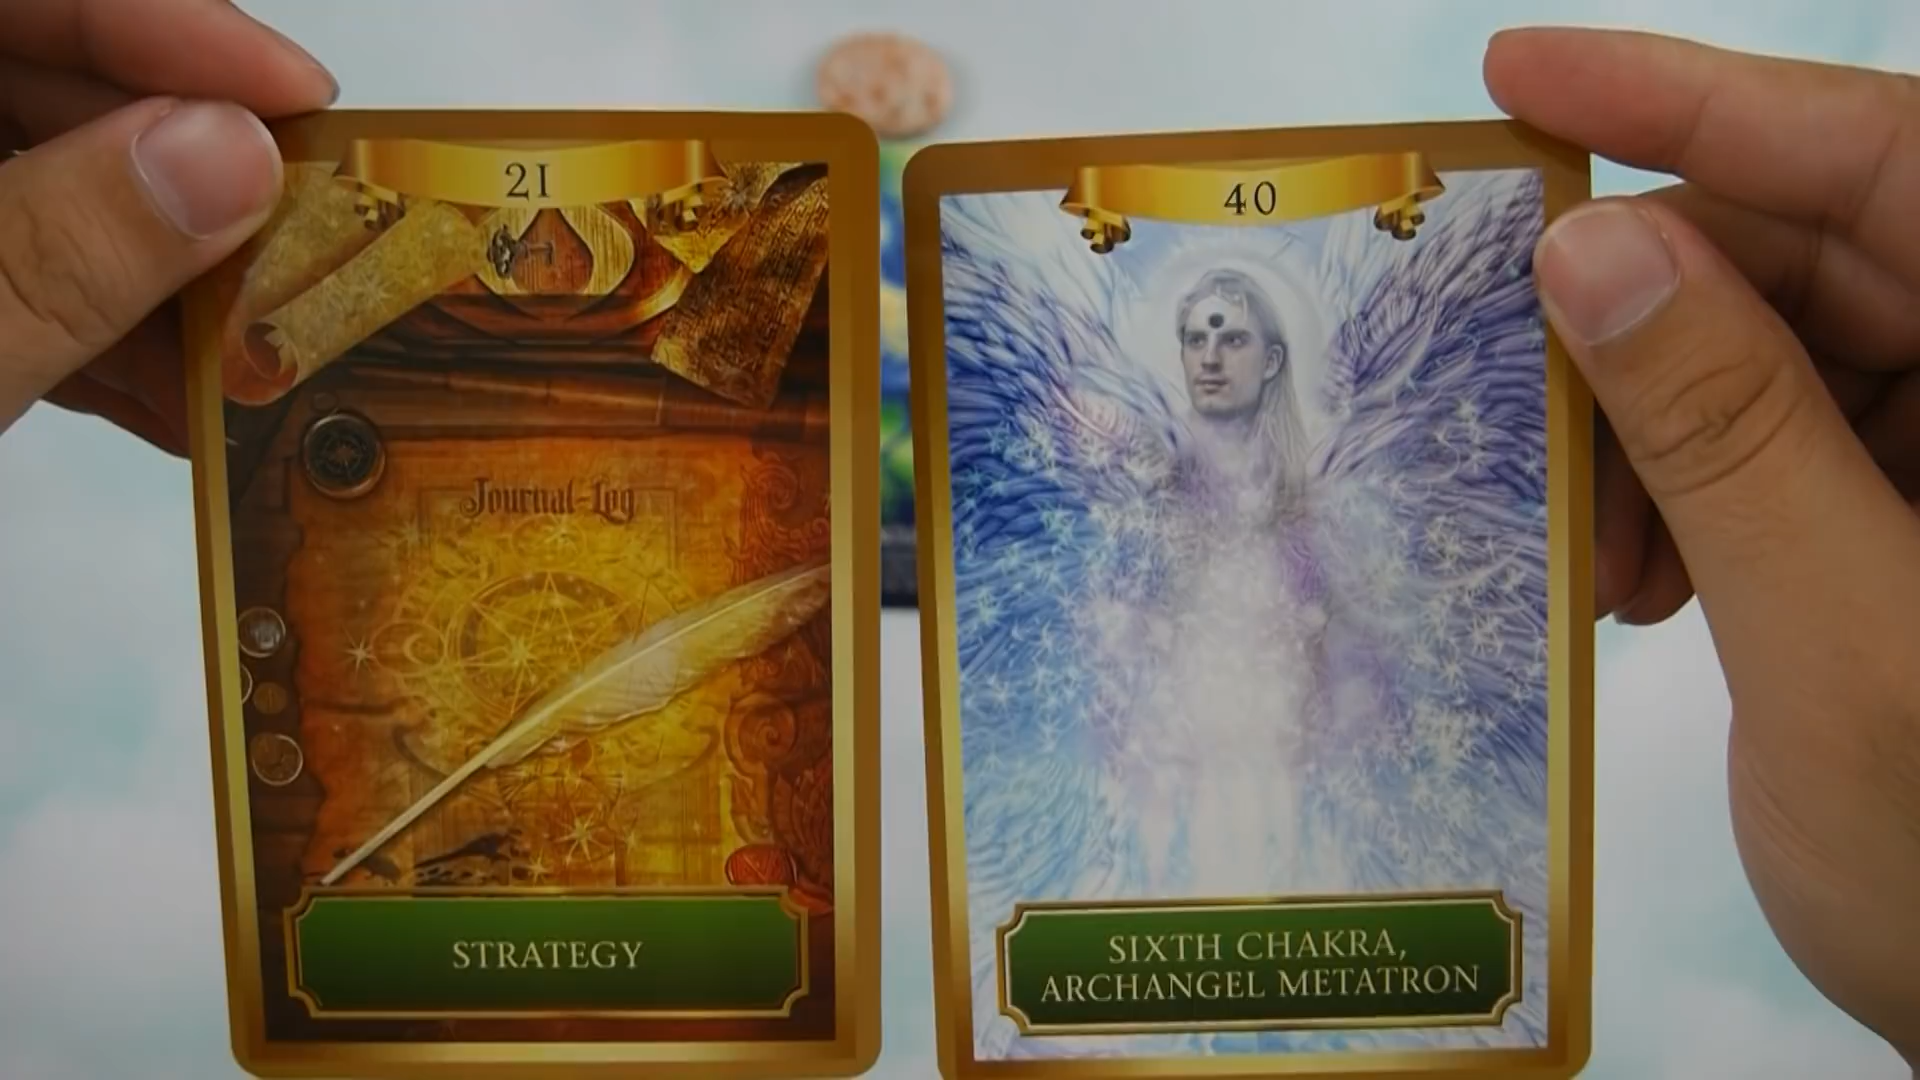 21
Journal-Log
STRATEGY
40
SIXTH CHAKRA,
ARCHANGEL METATRON